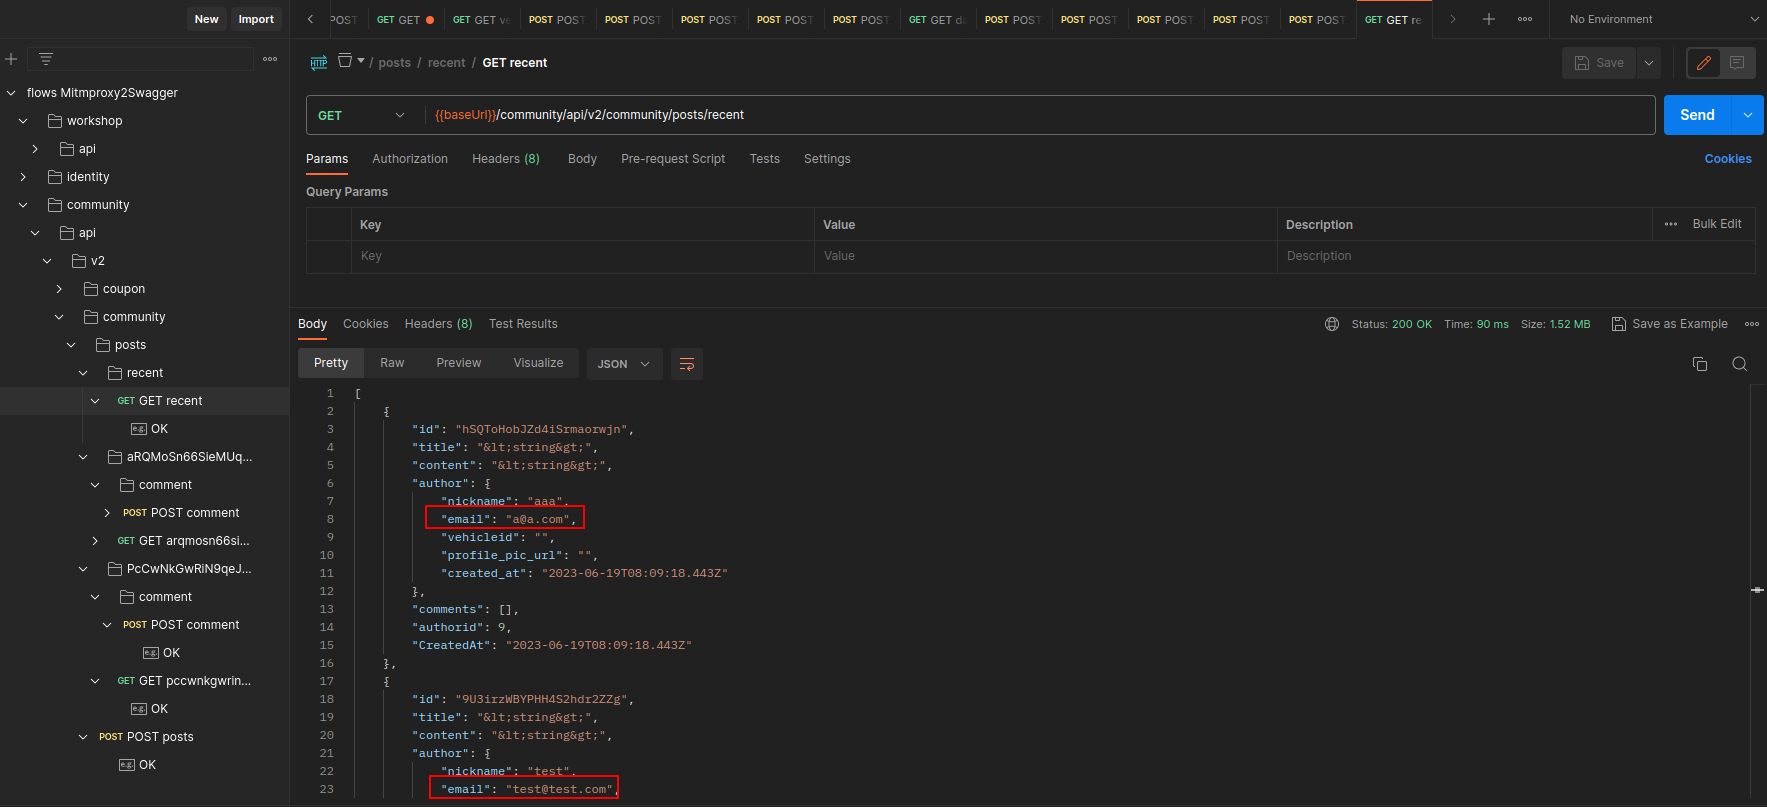 New Import
POST GET GET GET GET ve POST POST POST POST POST POST POST POST POST POST GET GET d POST POST POST POST POST POST POST POST POST POST GET GET re No Environment
/ posts / recent / GET recent
Save
flows Mitmproxy2Swagger
workshop
api
identity
community
api
v2
coupon
community
posts
recent
GET GET recent
e.g. OK
aRQMoSn66SieMUq...
comment
POST POST comment
GET GET arqmosn66si...
PcCwNkGwRiN9qeJ...
comment
POST POST comment
e.g. OK
GET GET pccwnkgwrin...
e.g. OK
POST POST posts
e.g. OK
GET {{baseUrl}}/community/api/v2/community/posts/recent Send
Params Authorization Headers (8) Body Pre-request Script Tests Settings Cookies
Query Params
Key Value Description Bulk Edit
Key Value Description
Body Cookies Headers (8) Test Results Status: 200 OK Time: 90 ms Size: 1.52 MB Save as Example
Pretty Raw Preview Visualize JSON
1 [
2 {
3 "id": "hSQToHobJZd4iSrmaorwjn",
4 "title": "&lt;string&gt;",
5 "content": "&lt;string&gt;",
6 "author": {
7 "nickname": "aaa",
8 "email": "a@a.com",
9 "vehicleid": "",
10 "profile_pic_url": "",
11 "created_at": "2023-06-19T08:09:18.443Z"
12 },
13 "comments": [],
14 "authorid": 9,
15 "CreatedAt": "2023-06-19T08:09:18.443Z"
16 },
17 {
18 "id": "9U3irzWBYPHH4S2hdr2ZZg",
19 "title": "&lt;string&gt;",
20 "content": "&lt;string&gt;",
21 "author": {
22 "nickname": "test",
23 "email": "test@test.com",